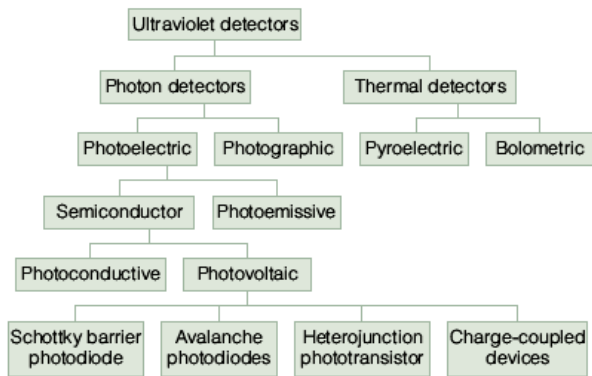 Ultraviolet detectors
Photon detectors
Thermal detectors
Photoelectric
Photographic
Pyroelectric
Bolometric
Semiconductor
Photoemissive
Photoconductive
Photovoltaic
Schottky barrier
photodiode
Avalanche
photodiodes
Heterojunction
phototransistor
Charge-coupled
devices